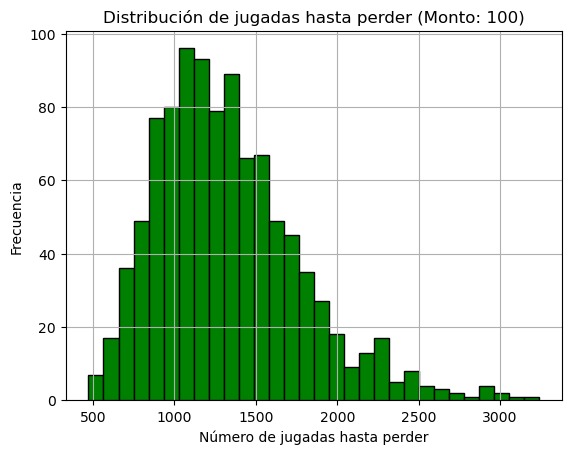 Distribución de jugadas hasta perder (Monto: 100)
100
80
60
40
20
0
Frecuencia
500 1000 1500 2000 2500 3000
Número de jugadas hasta perder